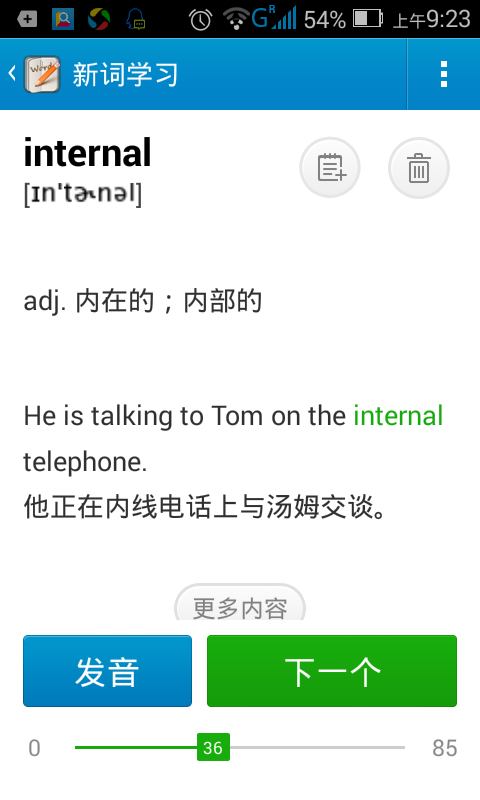 G R 54% 上午9:23
Words 新词学习
internal
[ɪn'tɚnəl]
adj. 内在的；内部的
He is talking to Tom on the internal
telephone.
他正在内线电话上与汤姆交谈。
更多内容
发音 下一个
0 36 85